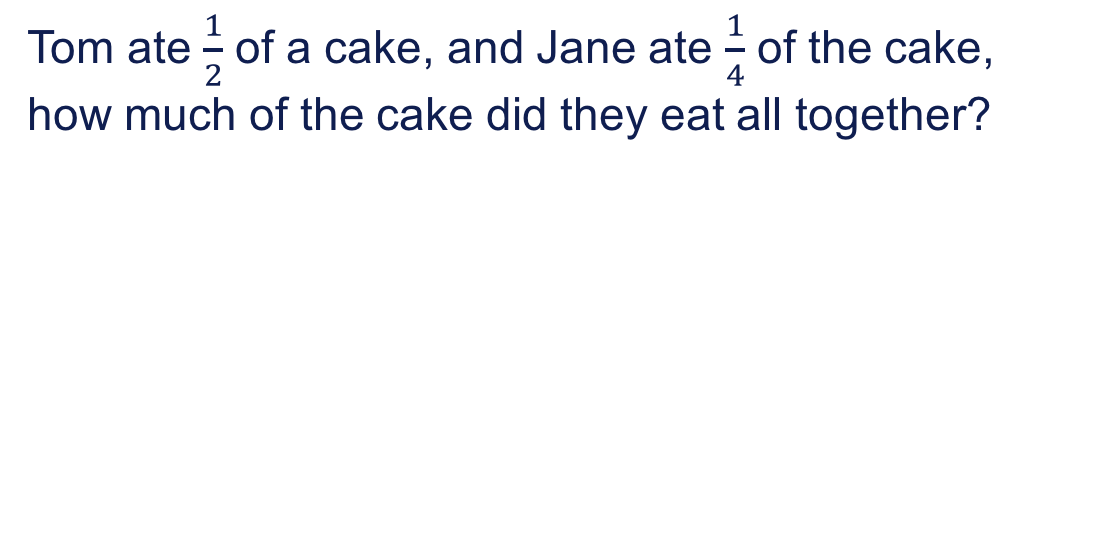 Tom ate 1/2 of a cake, and Jane ate 1/4 of the cake,
how much of the cake did they eat all together?